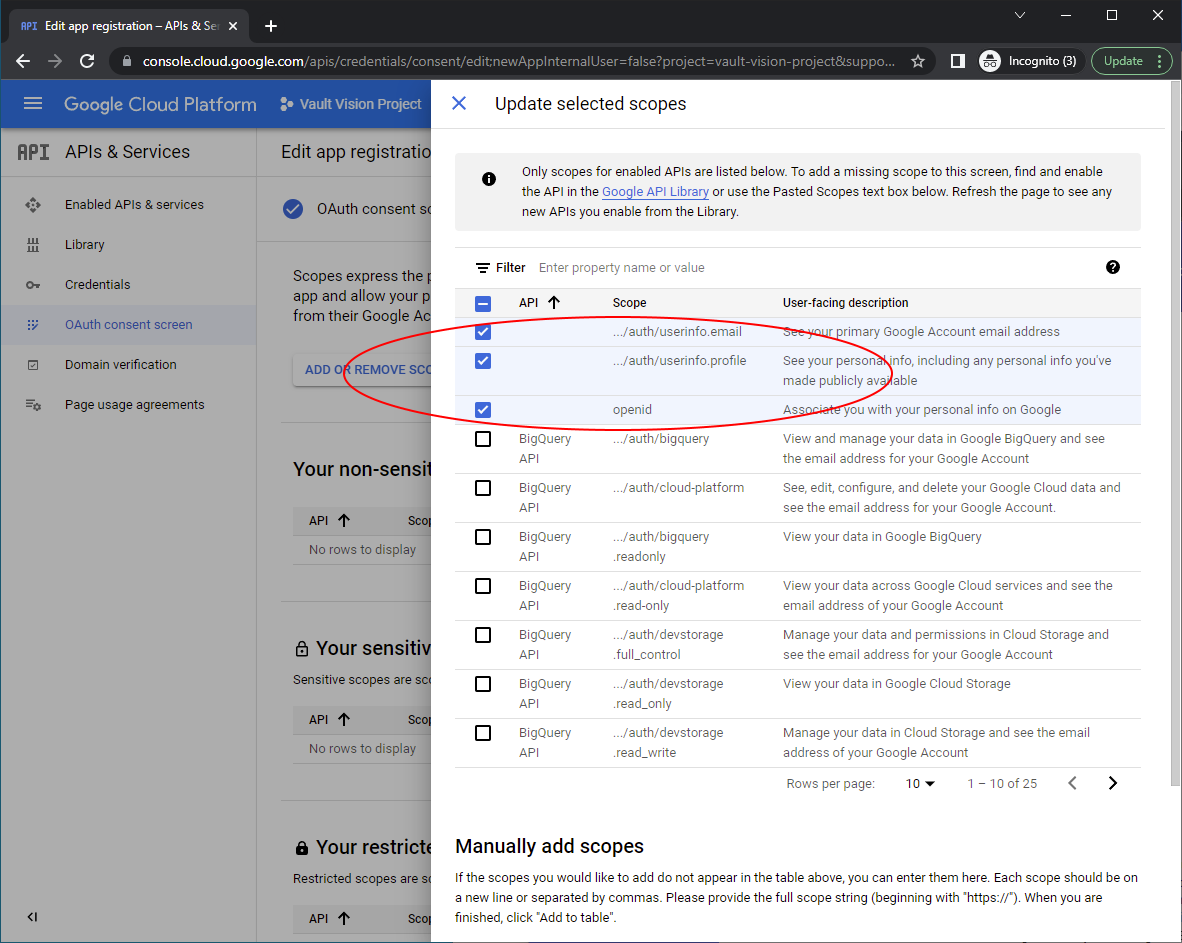 API Edit app registration – APIs & Ser
console.cloud.google.com/apis/credentials/consent/edit;newAppInternalUser=false?project=vault-vision-project&suppo...
Incognito (3)
Update
Google Cloud Platform
Vault Vision Project
API APIs & Services
Enabled APIs & services
Library
Credentials
OAuth consent screen
Domain verification
Page usage agreements
Edit app registratio
OAuth consent sc
Scopes express the p
app and allow your p
from their Google Ac
ADD OR REMOVE SCO
Your non-sensit
API Scop
No rows to display
Your sensitiv
Sensitive scopes are sco
API Scop
No rows to display
Your restricte
Restricted scopes are sc
API Scop
Update selected scopes
Only scopes for enabled APIs are listed below. To add a missing scope to this screen, find and enable
the API in the Google API Library or use the Pasted Scopes text box below. Refresh the page to see any
new APIs you enable from the Library.
Filter Enter property name or value
API Scope User-facing description
.../auth/userinfo.email See your primary Google Account email address
.../auth/userinfo.profile See your personal info, including any personal info you've
made publicly available
openid Associate you with your personal info on Google
BigQuery .../auth/bigquery View and manage your data in Google BigQuery and see
API the email address for your Google Account
BigQuery .../auth/cloud-platform See, edit, configure, and delete your Google Cloud data and
API see the email address for your Google Account.
BigQuery .../auth/bigquery View your data in Google BigQuery
API .readonly
BigQuery .../auth/cloud-platform View your data across Google Cloud services and see the
API .read-only email address of your Google Account
BigQuery .../auth/devstorage Manage your data and permissions in Cloud Storage and
API .full_control see the email address for your Google Account
BigQuery .../auth/devstorage View your data in Google Cloud Storage
API .read_only
BigQuery .../auth/devstorage Manage your data in Cloud Storage and see the email
API .read_write address of your Google Account
Rows per page: 10 1 – 10 of 25
Manually add scopes
If the scopes you would like to add do not appear in the table above, you can enter them here. Each scope should be on
a new line or separated by commas. Please provide the full scope string (beginning with "https://"). When you are
finished, click "Add to table".